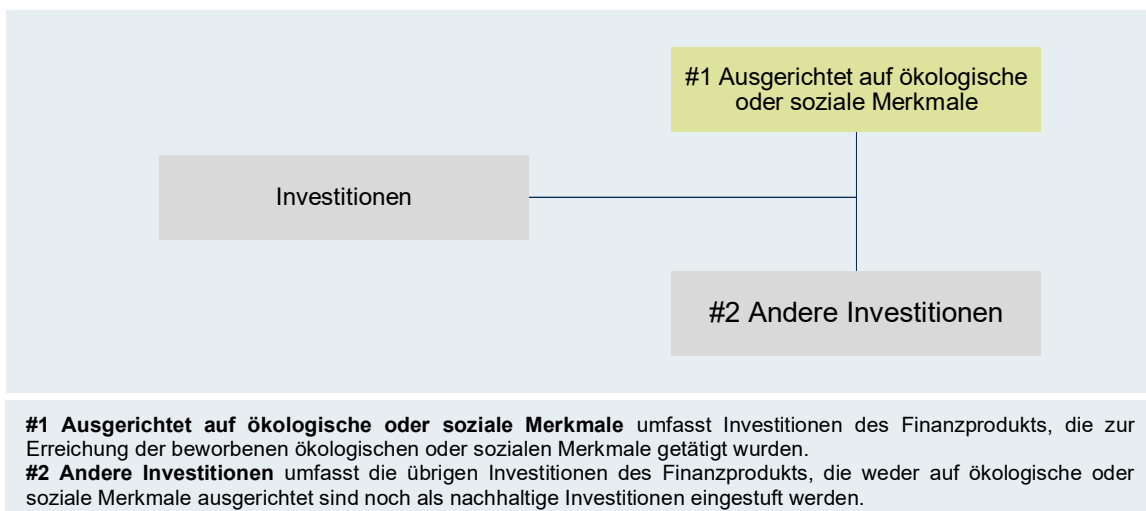 #1 Ausgerichtet auf ökologische
oder soziale Merkmale
Investitionen
#2 Andere Investitionen
#1 Ausgerichtet auf ökologische oder soziale Merkmale umfasst Investitionen des Finanzprodukts, die zur
Erreichung der beworbenen ökologischen oder sozialen Merkmale getätigt wurden.
#2 Andere Investitionen umfasst die übrigen Investitionen des Finanzprodukts, die weder auf ökologische oder
soziale Merkmale ausgerichtet sind noch als nachhaltige Investitionen eingestuft werden.